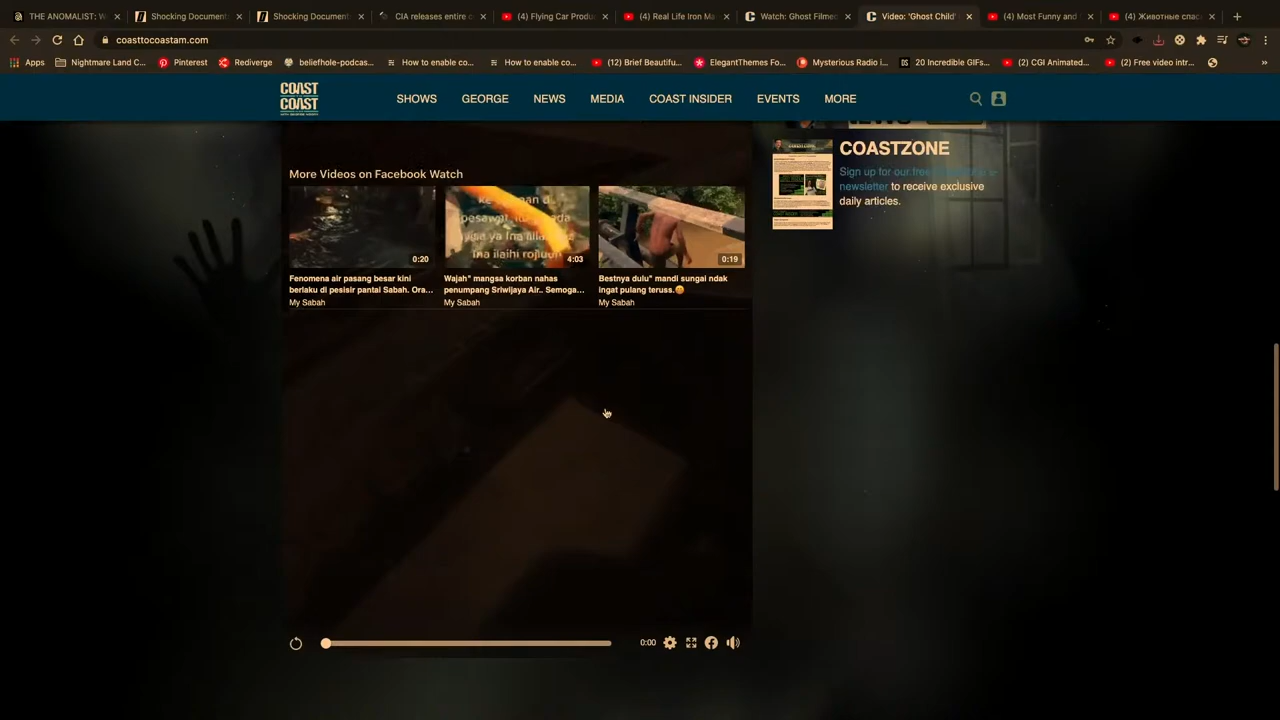 THE ANOMALIST: W
Shocking Document
Shocking Document
CIA releases entire c
(4) Flying Car Produ
(4) Real Life Iron Ma
Watch: Ghost Filmed
Video: 'Ghost Child'
(4) Most Funny and
(4) Животные спас
coasttocoastam.com
Apps
Nightmare Land C...
Pinterest
Rediverge
beliefhole-podcas...
How to enable co...
How to enable co...
(12) Brief Beautifu...
ElegantThemes Fo...
Mysterious Radio i...
20 Incredible GIFs...
(2) CGI Animated...
(2) Free video intr...
COAST
COAST
SHOWS
GEORGE
NEWS
MEDIA
COAST INSIDER
EVENTS
MORE
COASTZONE
Sign up for our free
newsletter to receive exclusive
daily articles.
More Videos on Facebook Watch
0:20
4:03
0:19
Fenomena air pasang besar kini
berlaku di pesisir pantai Sabah. Ora...
My Sabah
Wajah" mangsa korban nahas
penumpang Sriwijaya Air.. Semoga...
My Sabah
Bestnya dulu" mandi sungai ndak
ingat pulang teruss.😁
My Sabah
0:00